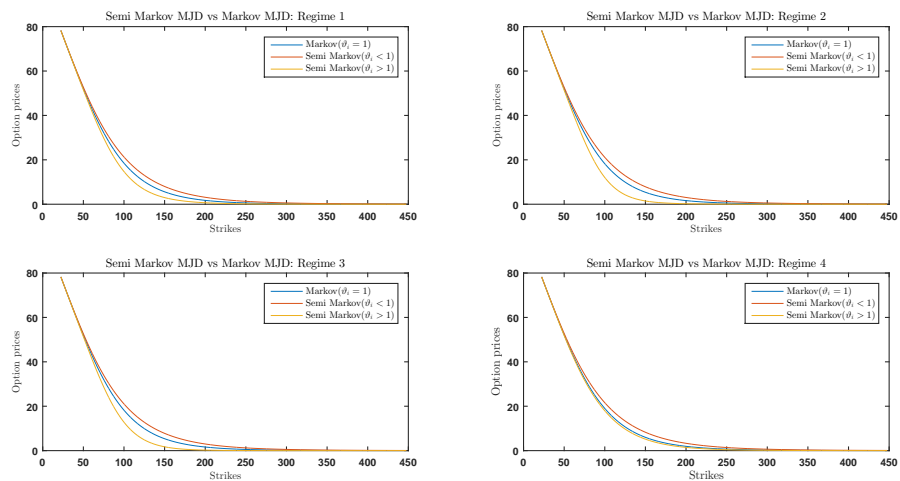 Semi Markov MJD vs Markov MJD: Regime 1
Option prices
80
60
40
20
0
0 50 100 150 200 250 300 350 400 450
Strikes
Markov(ϑᵢ = 1)
Semi Markov(ϑᵢ < 1)
Semi Markov(ϑᵢ > 1)
Semi Markov MJD vs Markov MJD: Regime 2
Option prices
80
60
40
20
0
0 50 100 150 200 250 300 350 400 450
Strikes
Markov(ϑᵢ = 1)
Semi Markov(ϑᵢ < 1)
Semi Markov(ϑᵢ > 1)
Semi Markov MJD vs Markov MJD: Regime 3
Option prices
80
60
40
20
0
0 50 100 150 200 250 300 350 400 450
Strikes
Markov(ϑᵢ = 1)
Semi Markov(ϑᵢ < 1)
Semi Markov(ϑᵢ > 1)
Semi Markov MJD vs Markov MJD: Regime 4
Option prices
80
60
40
20
0
0 50 100 150 200 250 300 350 400 450
Strikes
Markov(ϑᵢ = 1)
Semi Markov(ϑᵢ < 1)
Semi Markov(ϑᵢ > 1)